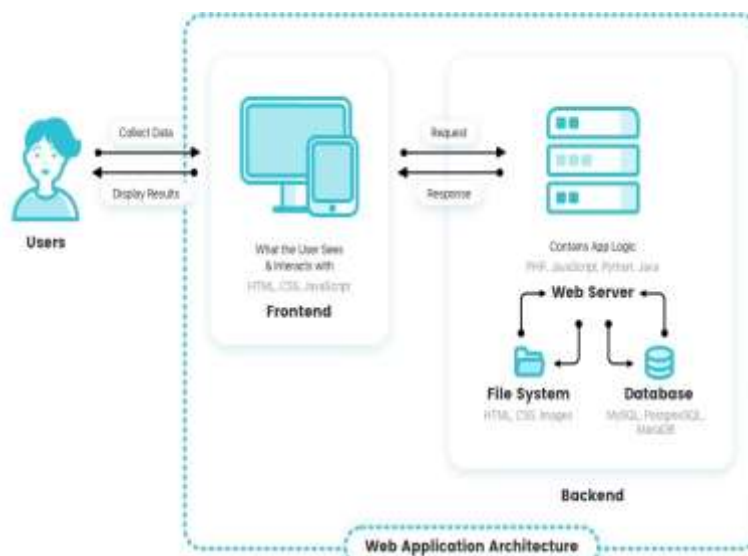 Users
Collect Data
Display Results
What the User Sees
& Interacts with
HTML, CSS, JavaScript
Frontend
Request
Response
Contains App Logic
PHP, JavaScript, Python, Java
Web Server
File System
HTML, CSS, Images
Database
MySQL, PostgreSQL,
MariaDB
Backend
Web Application Architecture